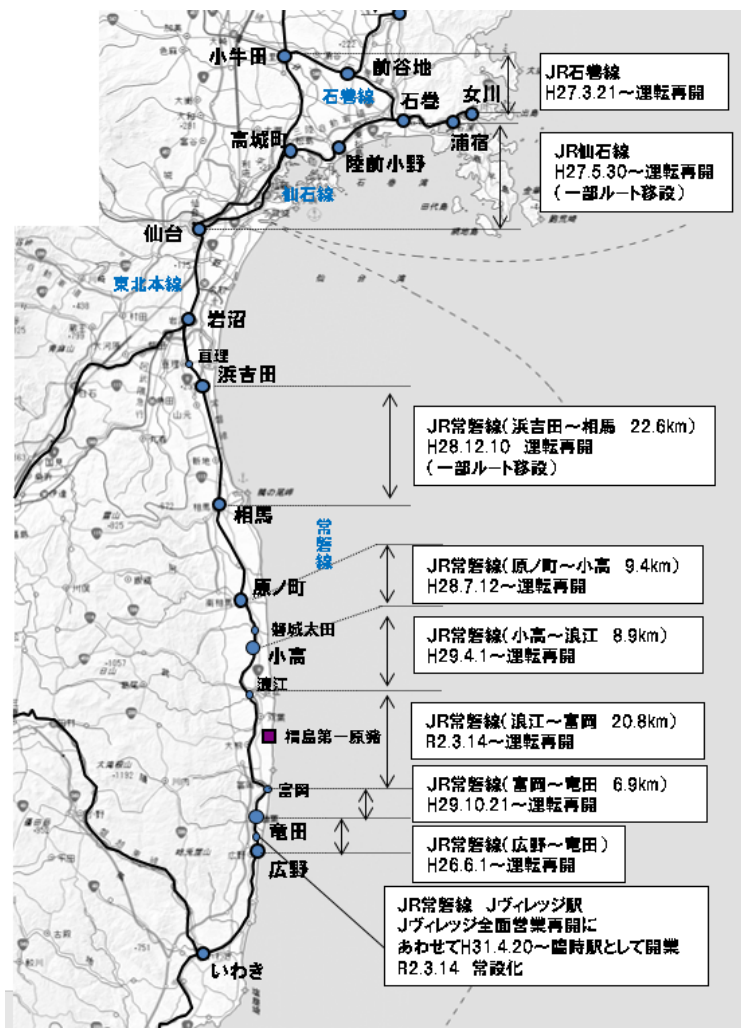 小牛田
前谷地
石巻線
石巻
女川
浦宿
高城町
陸前小野
仙石線
石巻湾
田代島
網地島
仙台
仙台湾
東北本線
岩沼
亘理
浜吉田
相馬
常磐線
原ノ町
磐城太田
小高
浪江
福島第一原発
富岡
竜田
広野
いわき
JR石巻線
H27.3.21～運転再開
JR仙石線
H27.5.30～運転再開
(一部ルート移設)
JR常磐線(浜吉田～相馬 22.6km)
H28.12.10 運転再開
(一部ルート移設)
JR常磐線(原ノ町～小高 9.4km)
H28.7.12～運転再開
JR常磐線(小高～浪江 8.9km)
H29.4.1～運転再開
JR常磐線(浪江～富岡 20.8km)
R2.3.14～運転再開
JR常磐線(富岡～竜田 6.9km)
H29.10.21～運転再開
JR常磐線(広野～竜田)
H26.6.1～運転再開
JR常磐線 Jヴィレッジ駅
Jヴィレッジ全面営業再開に
あわせてH31.4.20～臨時駅として開業
R2.3.14 常設化